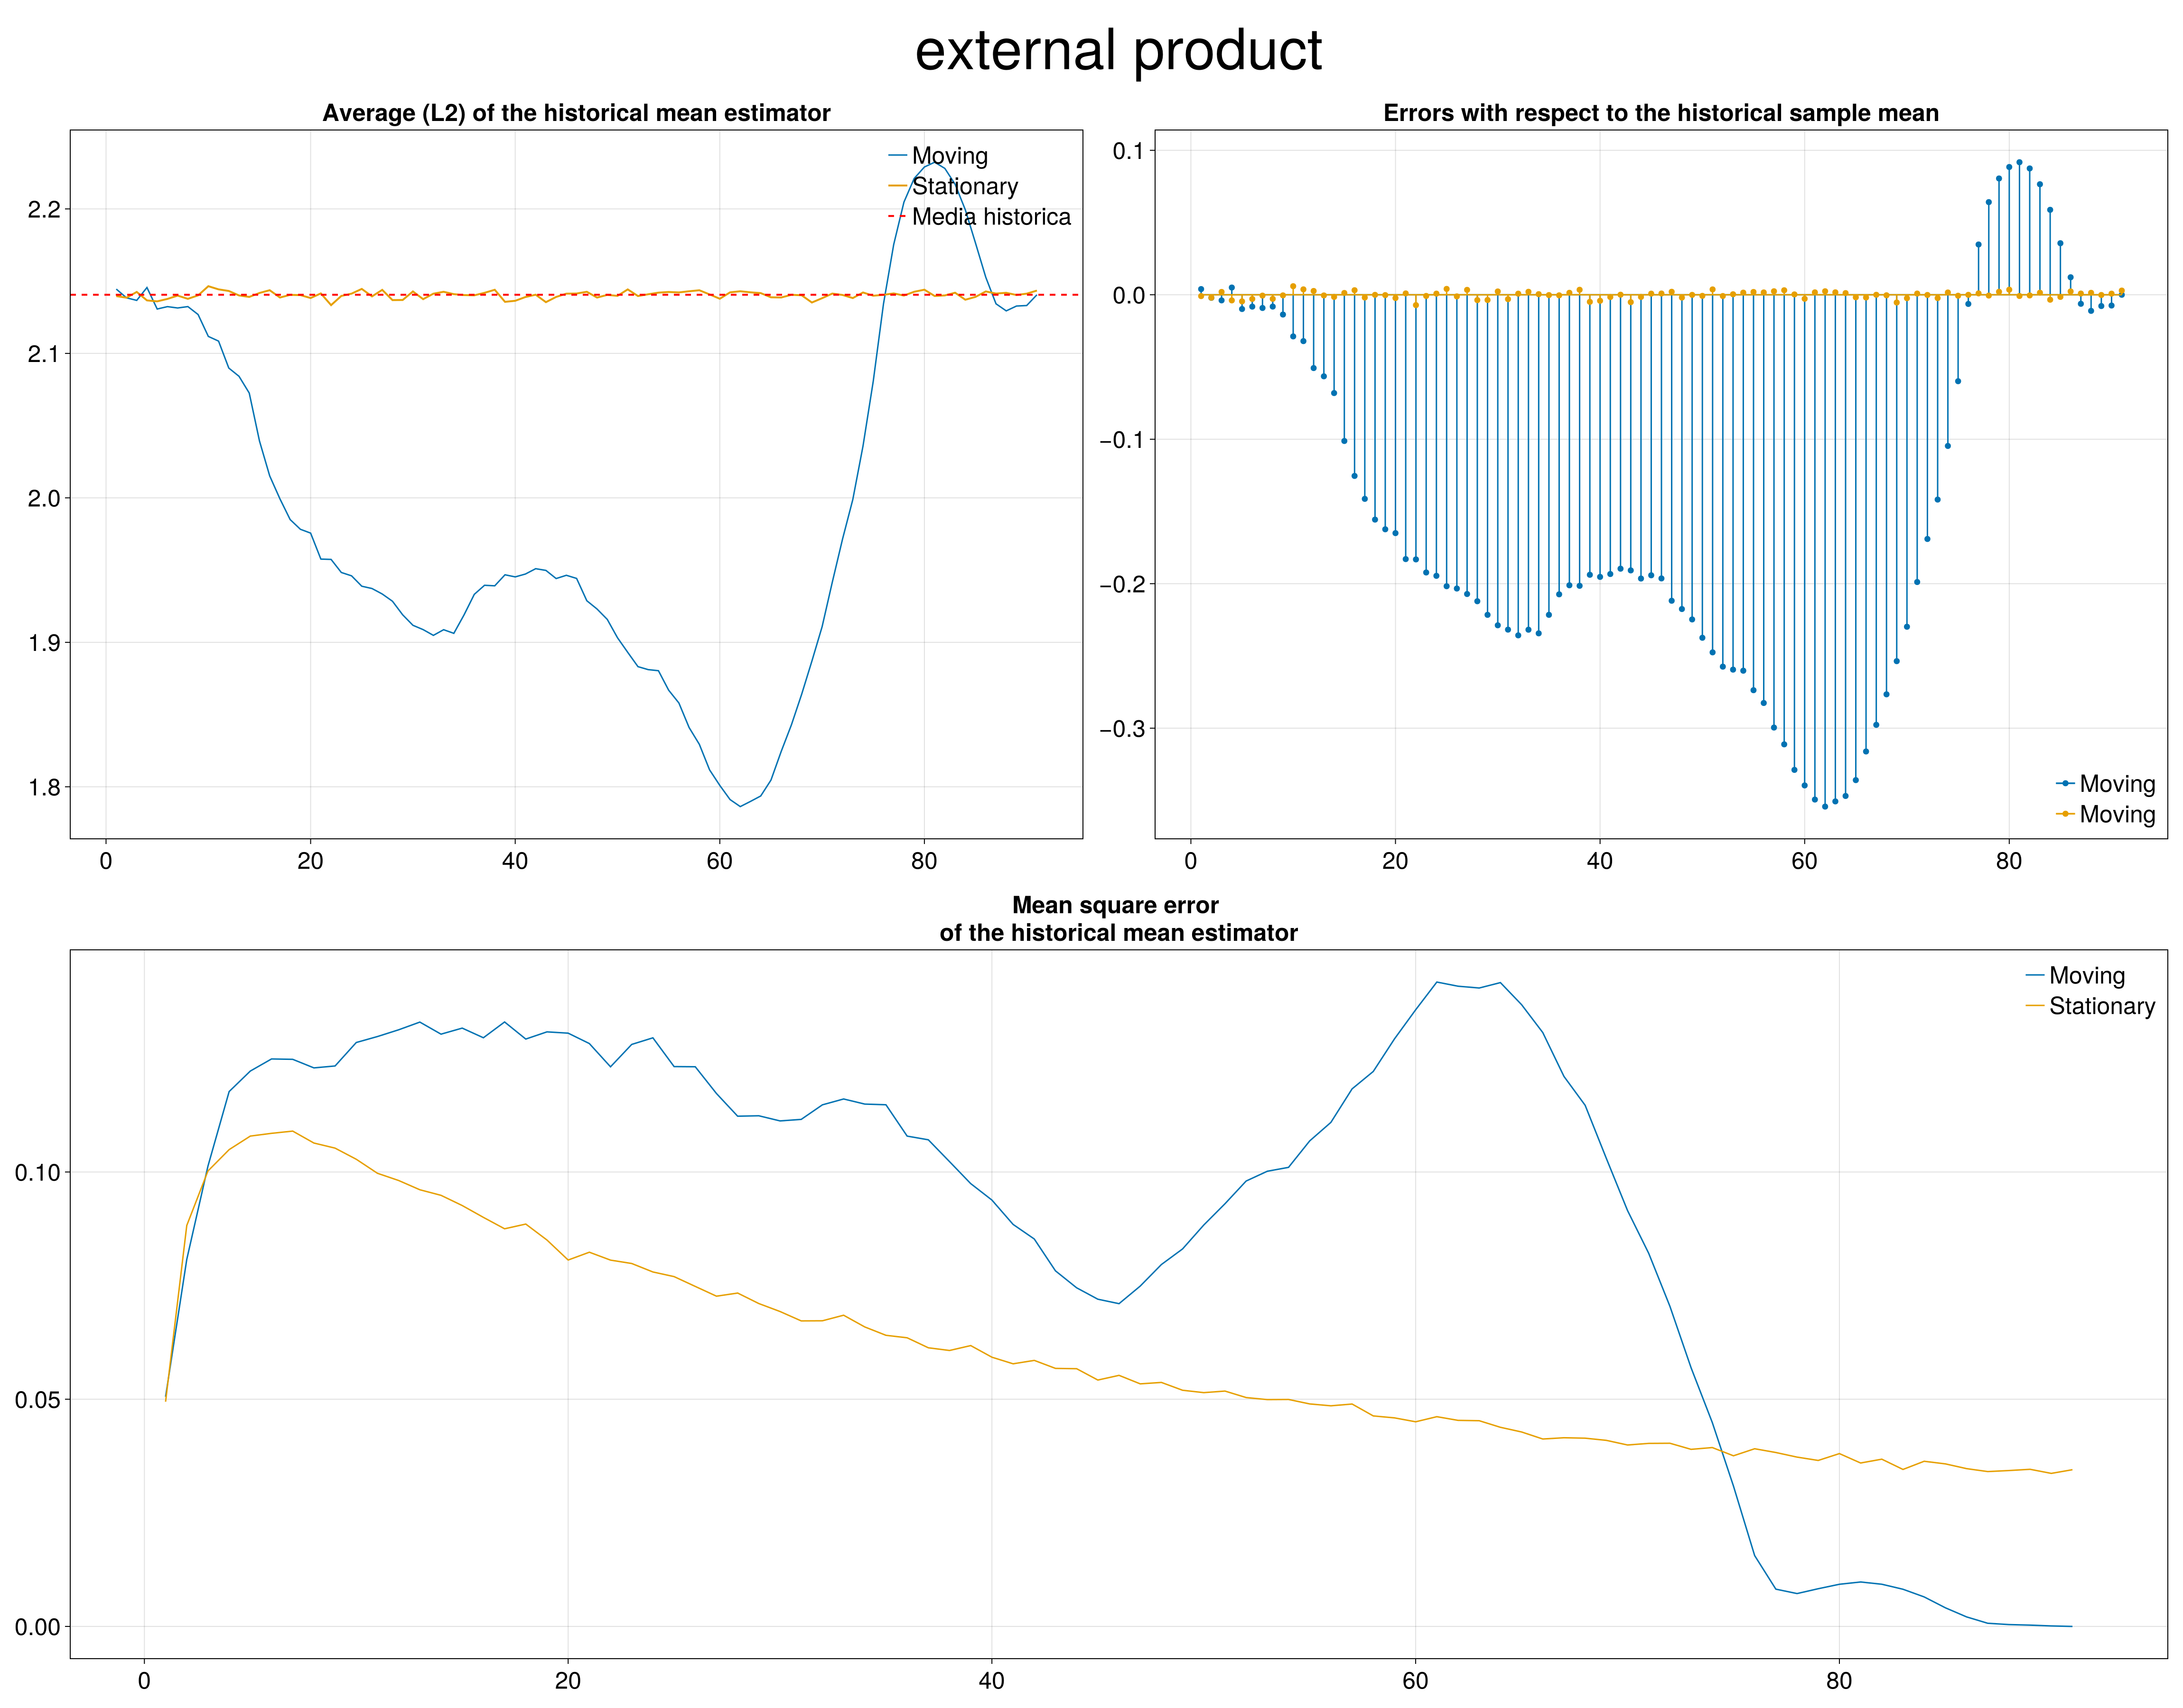 external product
Average (L2) of the historical mean estimator
Moving
Stationary
Media historica
2.2
2.1
2.0
1.9
1.8
0 20 40 60 80
Errors with respect to the historical sample mean
0.1
0.0
−0.1
−0.2
−0.3
Moving
Moving
0 20 40 60 80
Mean square error
of the historical mean estimator
Moving
Stationary
0.10
0.05
0.00
0 20 40 60 80